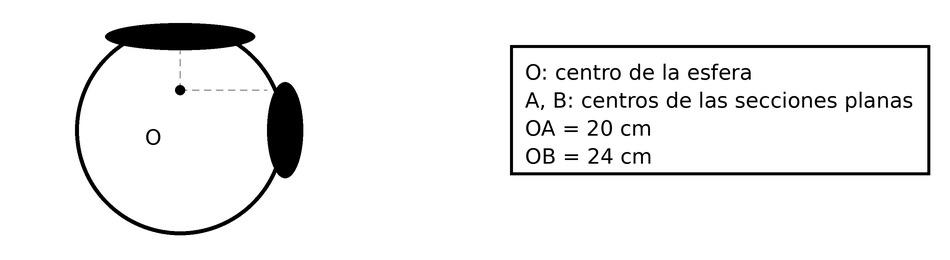 O
O: centro de la esfera
A, B: centros de las secciones planas
OA = 20 cm
OB = 24 cm